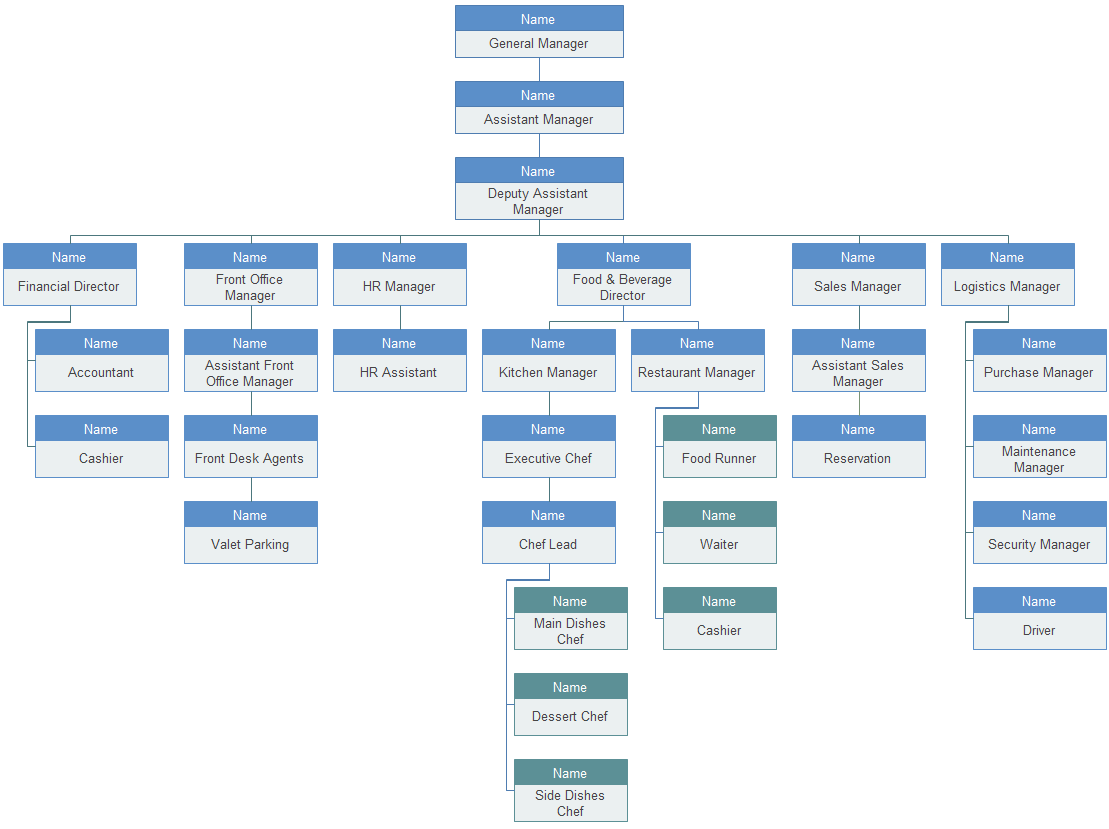 Name
General Manager
Name
Assistant Manager
Name
Deputy Assistant
Manager
Name
Financial Director
Name
Front Office
Manager
Name
HR Manager
Name
Food & Beverage
Director
Name
Sales Manager
Name
Logistics Manager
Name
Accountant
Name
Assistant Front
Office Manager
Name
HR Assistant
Name
Kitchen Manager
Name
Restaurant Manager
Name
Assistant Sales
Manager
Name
Purchase Manager
Name
Cashier
Name
Front Desk Agents
Name
Executive Chef
Name
Food Runner
Name
Reservation
Name
Maintenance
Manager
Name
Valet Parking
Name
Chef Lead
Name
Waiter
Name
Security Manager
Name
Main Dishes
Chef
Name
Cashier
Name
Driver
Name
Dessert Chef
Name
Side Dishes
Chef